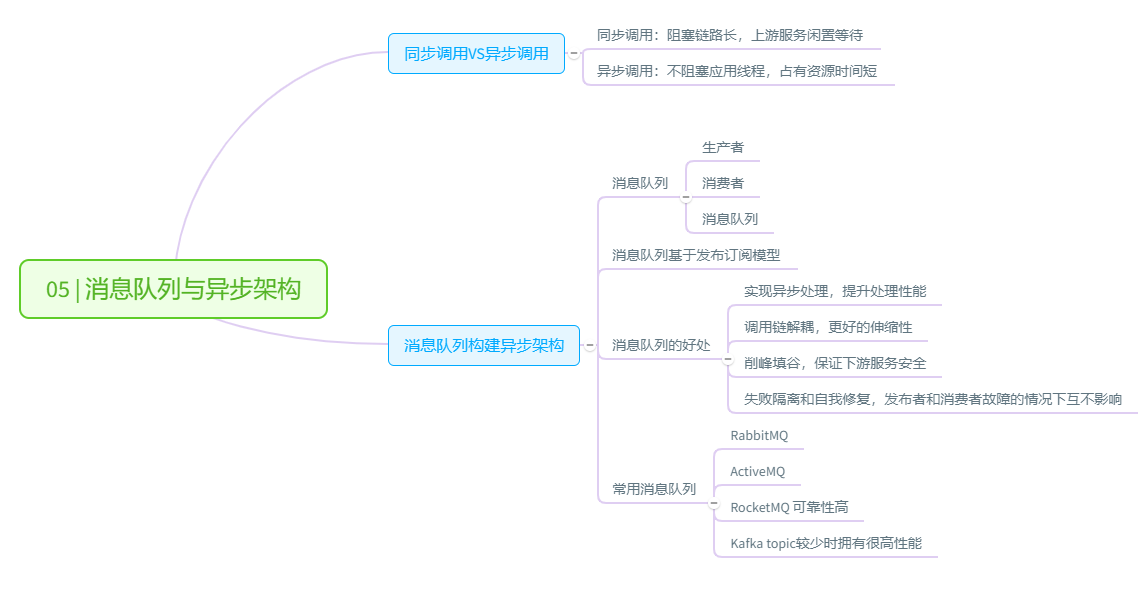 05 | 消息队列与异步架构
同步调用VS异步调用
同步调用：阻塞链路长，上游服务闲置等待
异步调用：不阻塞应用线程，占有资源时间短
消息队列构建异步架构
消息队列
生产者
消费者
消息队列
消息队列基于发布订阅模型
消息队列的好处
实现异步处理，提升处理性能
调用链解耦，更好的伸缩性
削峰填谷，保证下游服务安全
失败隔离和自我修复，发布者和消费者故障的情况下互不影响
常用消息队列
RabbitMQ
ActiveMQ
RocketMQ 可靠性高
Kafka topic较少时拥有很高性能